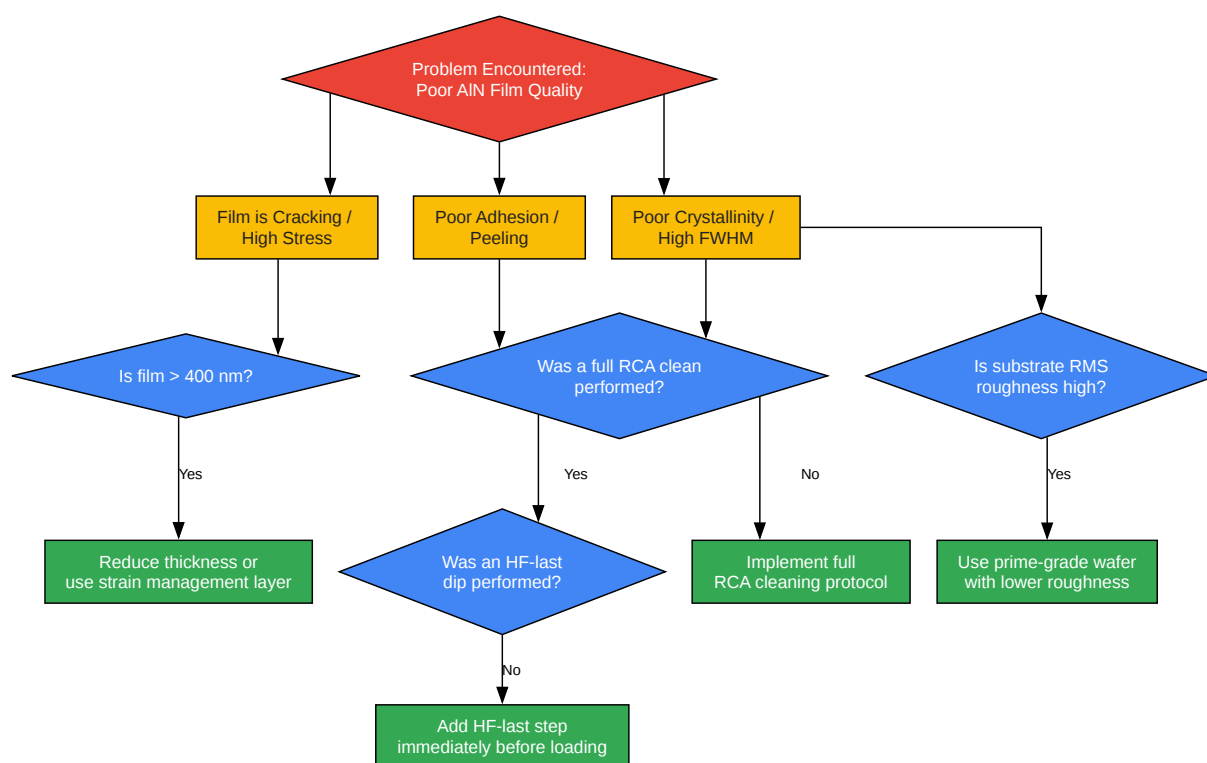 Problem Encountered:
Poor AlN Film Quality
Film is Cracking /
High Stress
Poor Adhesion /
Peeling
Poor Crystallinity /
High FWHM
Is film > 400 nm?
Was a full RCA clean
performed?
Is substrate RMS
roughness high?
Yes
Yes
No
Yes
Reduce thickness or
use strain management layer
Was an HF-last
dip performed?
Implement full
RCA cleaning protocol
Use prime-grade wafer
with lower roughness
No
Add HF-last step
immediately before loading